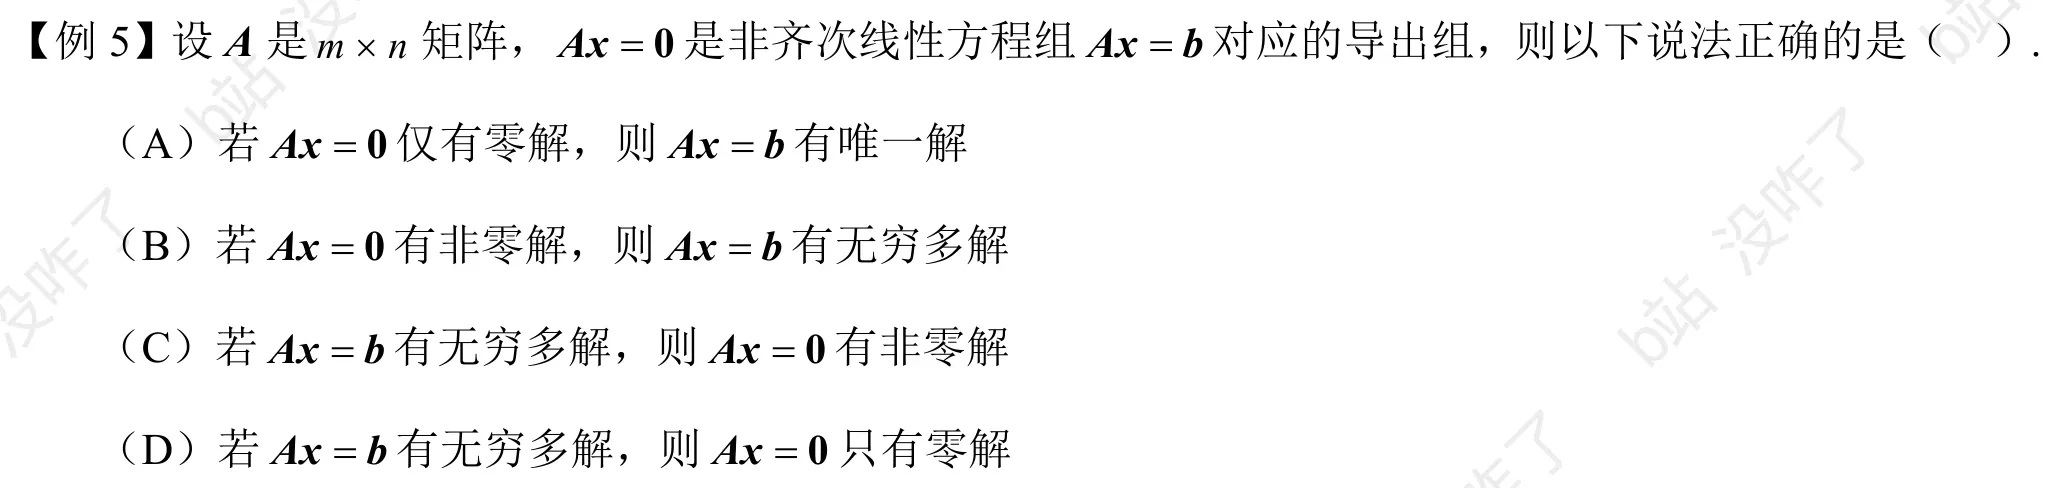 【例 5】设 A 是 m × n 矩阵，Ax = 0 是非齐次线性方程组 Ax = b 对应的导出组，则以下说法正确的是（ ）.
（A）若 Ax = 0 仅有零解，则 Ax = b 有唯一解
（B）若 Ax = 0 有非零解，则 Ax = b 有无穷多解
（C）若 Ax = b 有无穷多解，则 Ax = 0 有非零解
（D）若 Ax = b 有无穷多解，则 Ax = 0 只有零解
b站 没
b站
没咋了
b站 没咋了
咋了